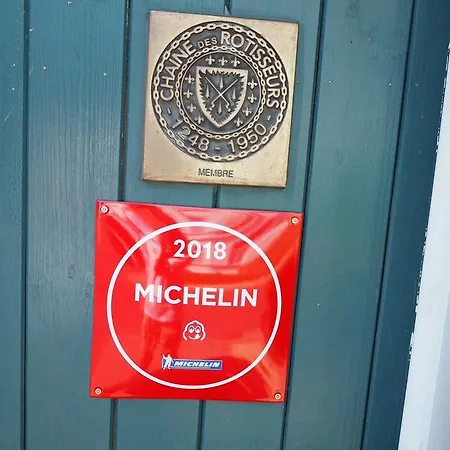 CHAINE DES ROTISSEURS
1248 - 1950
MEMBRE
2018
MICHELIN
MICHELIN